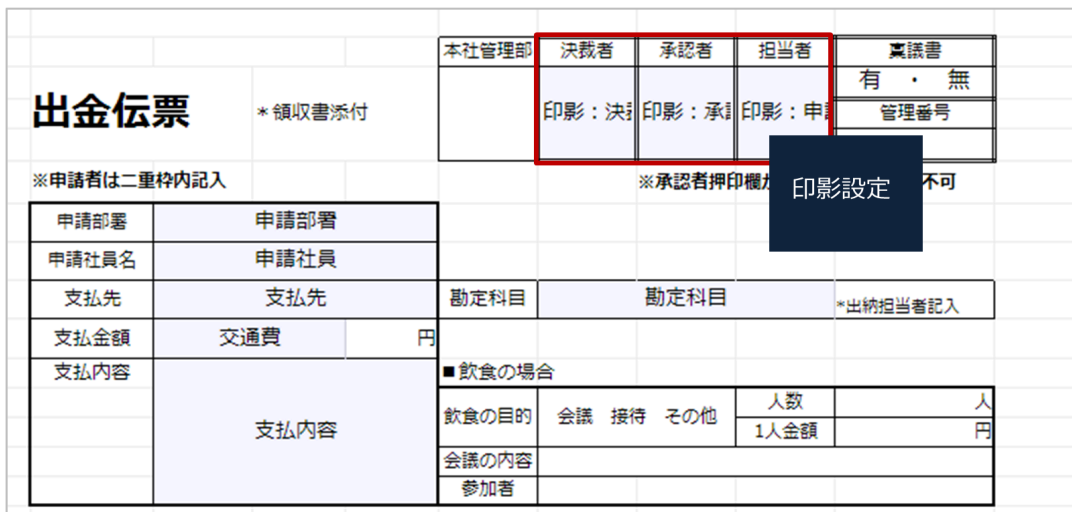 本社管理部 決裁者 承認者 担当者 稟議書
有 ・ 無
出金伝票 *領収書添付 印影：決 印影：承 印影：申 管理番号
※申請者は二重枠内記入 ※承認者押印欄 不可
印影設定
申請部署 申請部署
申請社員名 申請社員
支払先 支払先 勘定科目 勘定科目 *出納担当者記入
支払金額 交通費 円
支払内容 ■飲食の場合
支払内容 飲食の目的 会議 接待 その他 人数 人
1人金額 円
会議の内容
参加者